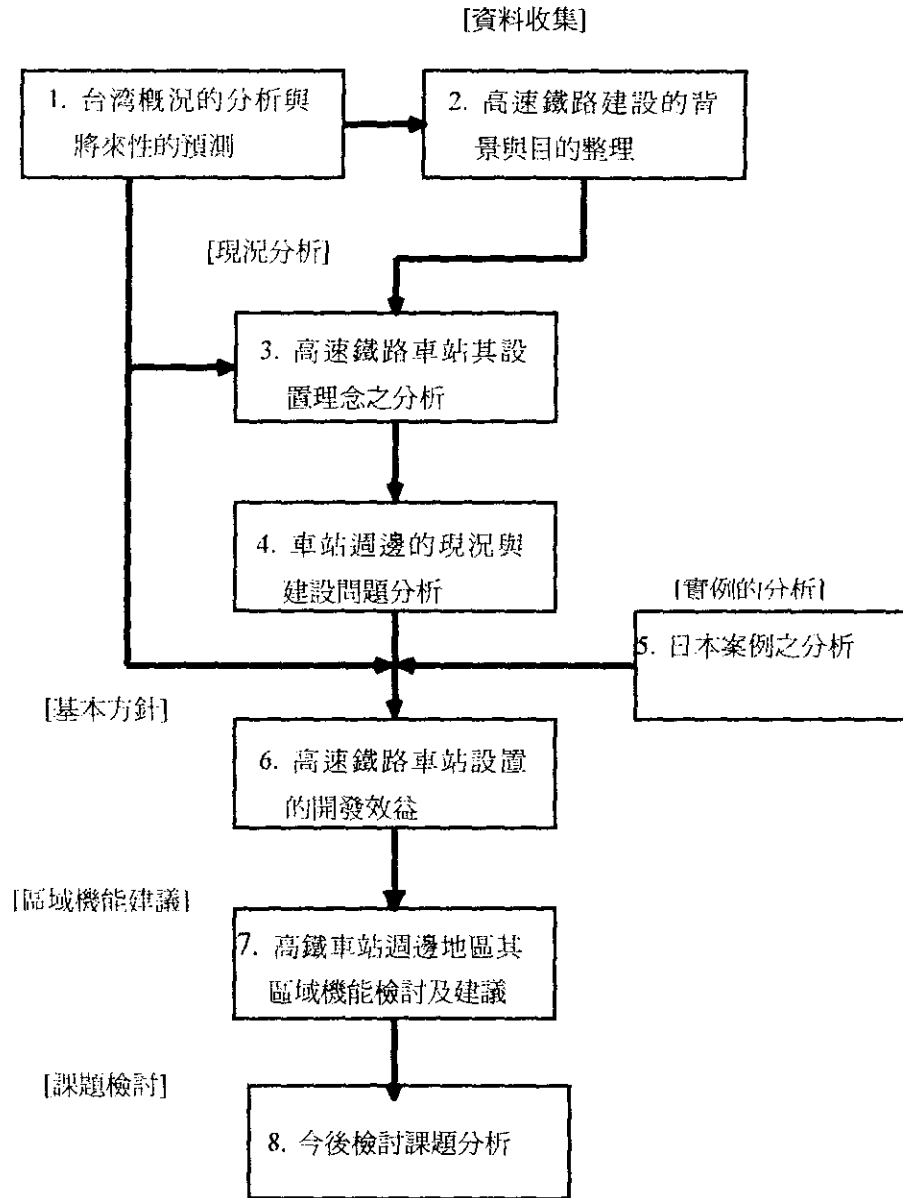 [資料收集]
1. 台湾概況的分析與
將來性的預測
2. 高速鐵路建設的背
景與目的整理
[現況分析]
3. 高速鐵路車站其設
置理念之分析
4. 車站週邊的現況與
建設問題分析
[實例的分析]
5. 日本案例之分析
[基本方針]
6. 高速鐵路車站設置
的開發效益
[區域機能建議]
7. 高鐵車站週邊地區其
區域機能檢討及建議
[課題檢討]
8. 今後檢討課題分析